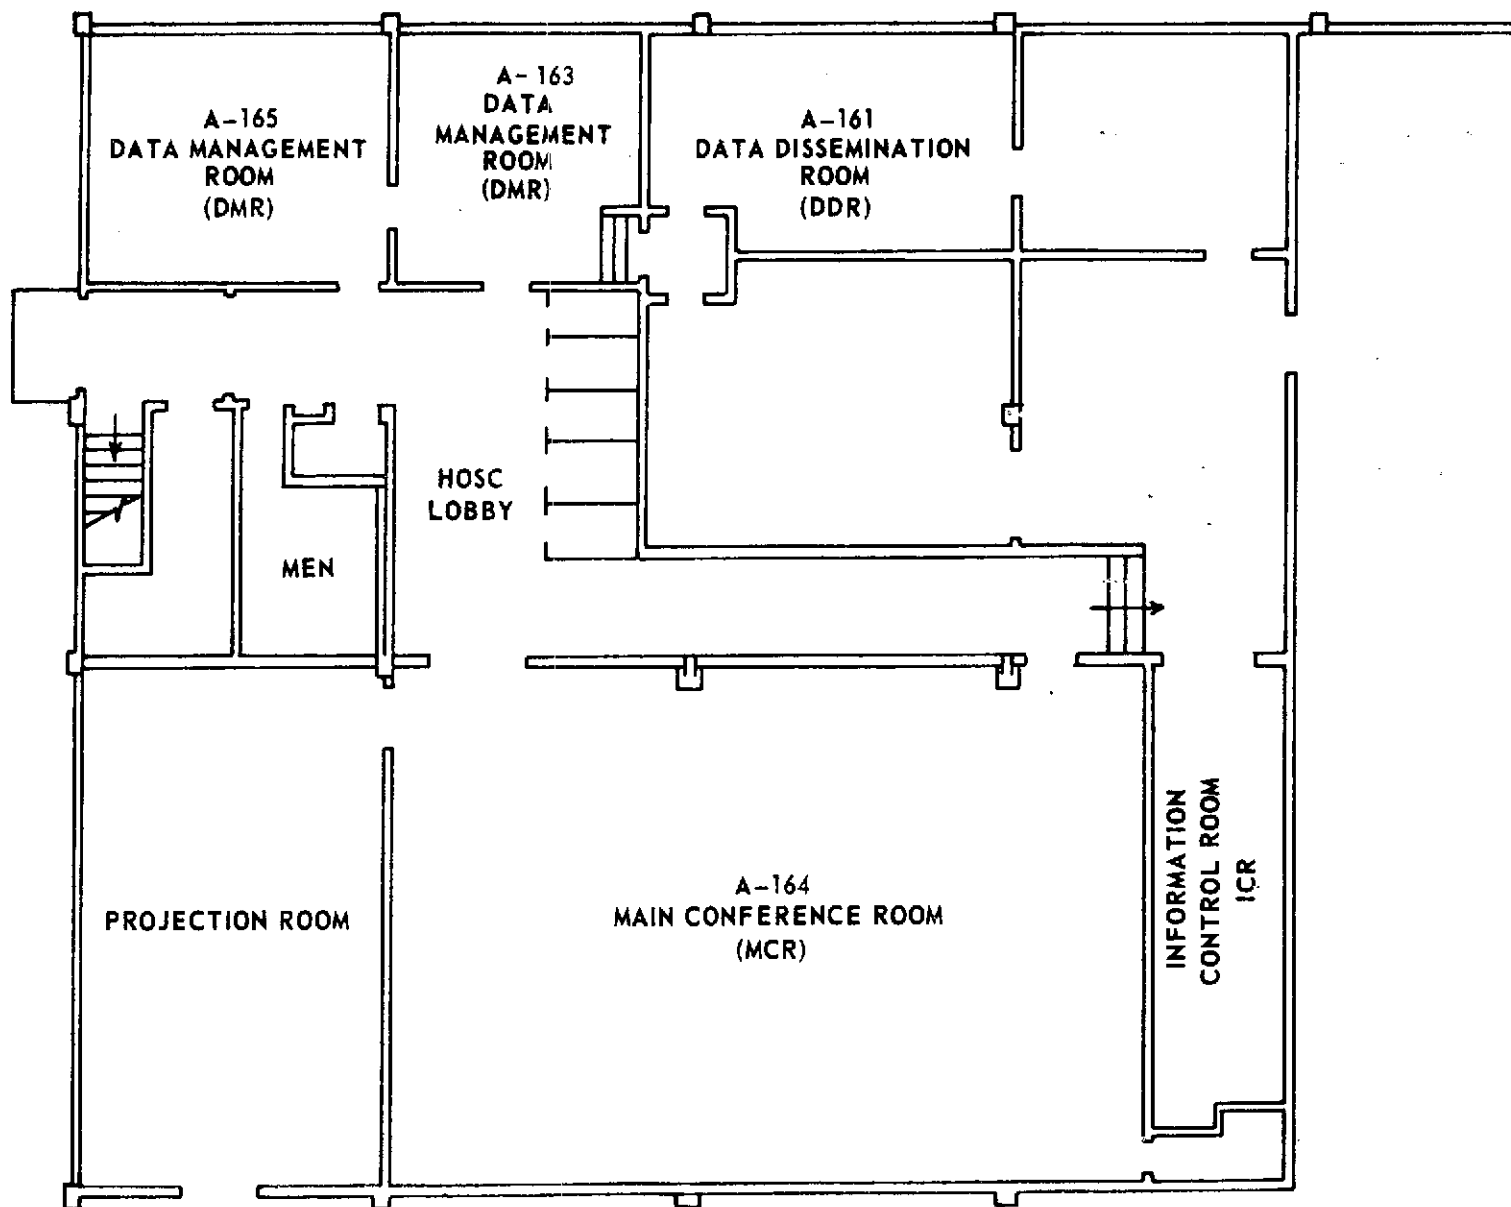 A-165
DATA MANAGEMENT
ROOM
(DMR)
A-163
DATA
MANAGEMENT
ROOM
(DMR)
A-161
DATA DISSEMINATION
ROOM
(DDR)
HOSC
LOBBY
MEN
PROJECTION ROOM
A-164
MAIN CONFERENCE ROOM
(MCR)
INFORMATION
CONTROL ROOM
ICR